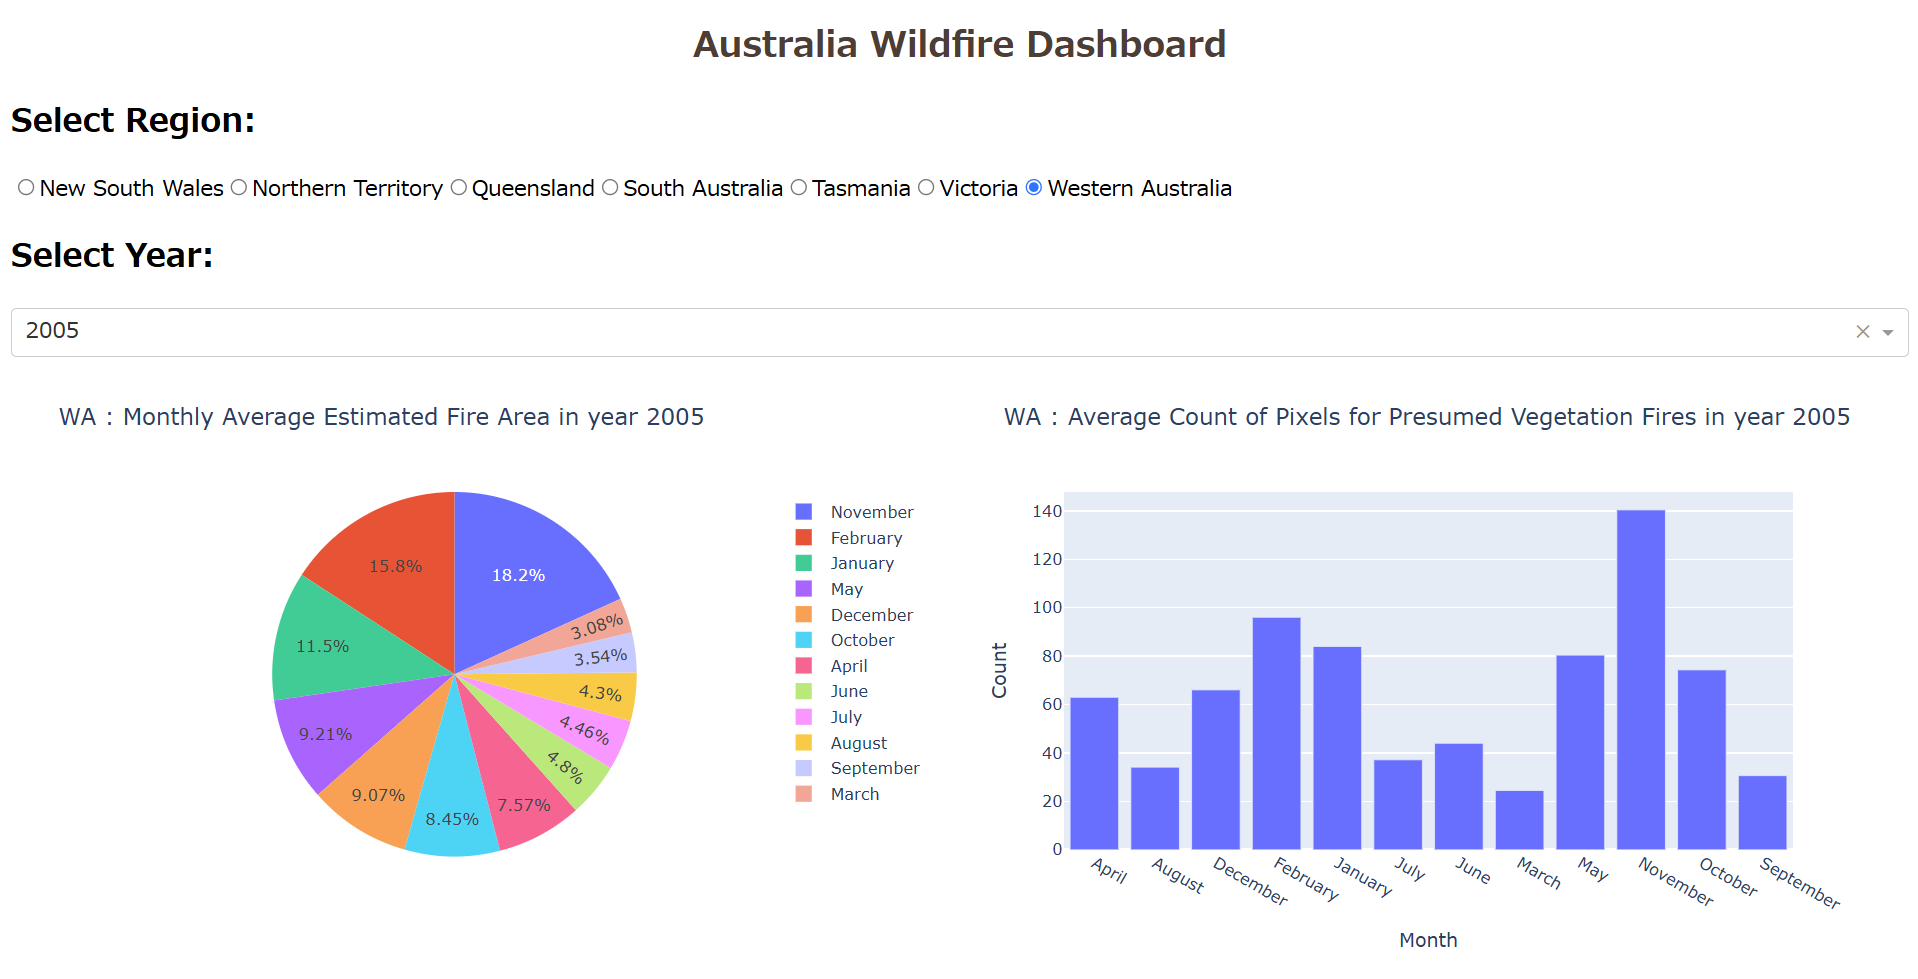 Australia Wildfire Dashboard
Select Region:
New South Wales Northern Territory Queensland South Australia Tasmania Victoria Western Australia
Select Year:
2005
WA : Monthly Average Estimated Fire Area in year 2005
18.2%
3.08%
3.54%
4.3%
4.46%
4.8%
7.57%
8.45%
9.07%
9.21%
11.5%
15.8%
November
February
January
May
December
October
April
June
July
August
September
March
WA : Average Count of Pixels for Presumed Vegetation Fires in year 2005
Count
140
120
100
80
60
40
20
0
April
August
December
February
January
July
June
March
May
November
October
September
Month